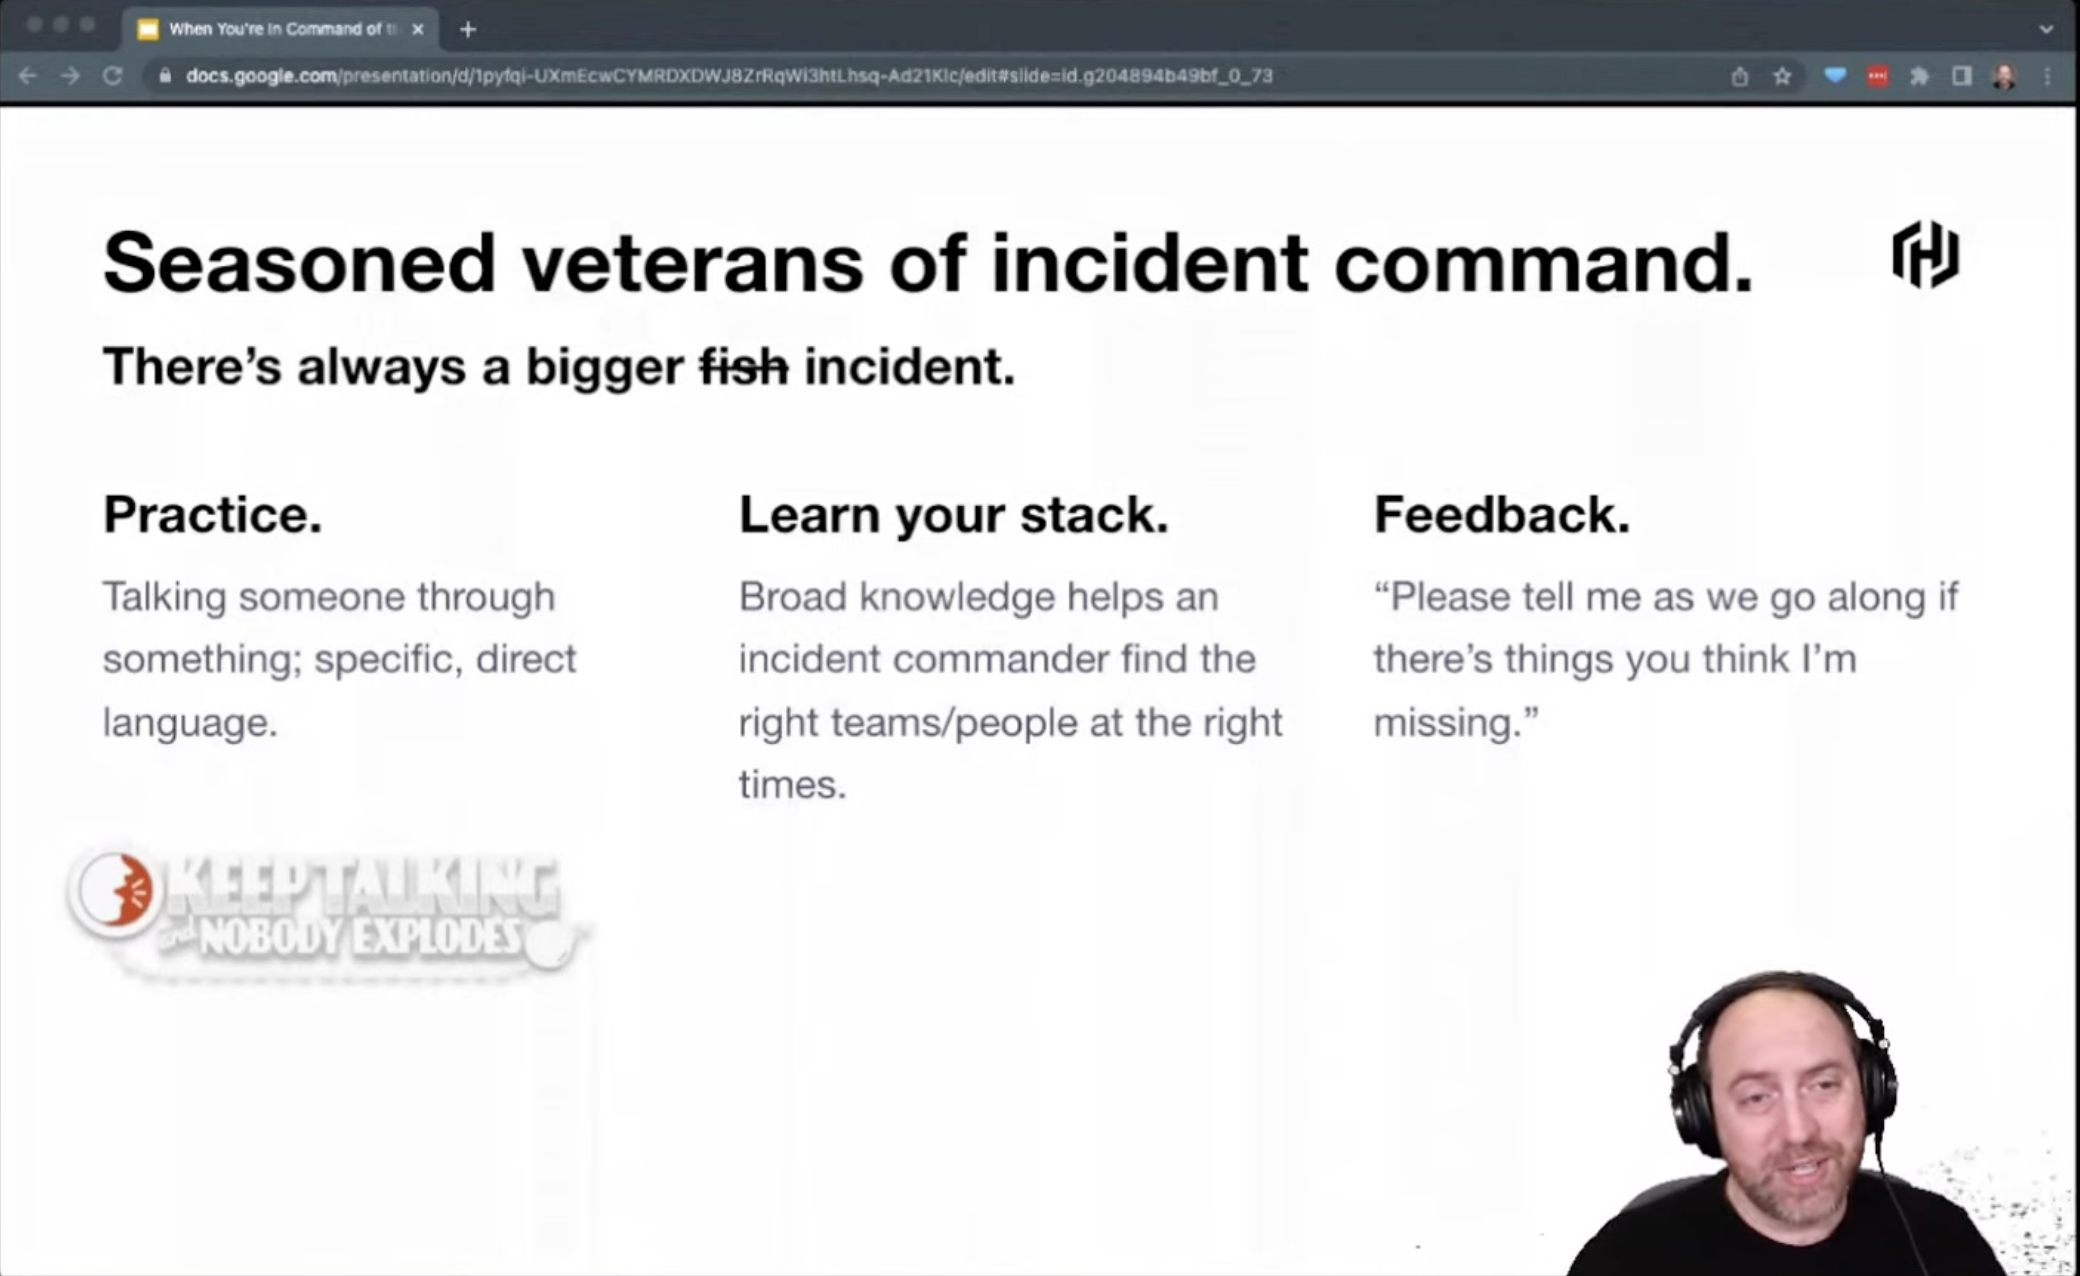 When You're in Command of th
docs.google.com/presentation/d/1pyfqi-UXmEcwCYMRDXDWJ8ZrRqWi3htLhsq-Ad21Klc/edit#slide=id.g204894b49bf_0_73
Seasoned veterans of incident command.
There’s always a bigger fish incident.
Practice.
Talking someone through
something; specific, direct
language.
Learn your stack.
Broad knowledge helps an
incident commander find the
right teams/people at the right
times.
Feedback.
“Please tell me as we go along if
there’s things you think I’m
missing.”
KEEP TALKING
and NOBODY EXPLODES